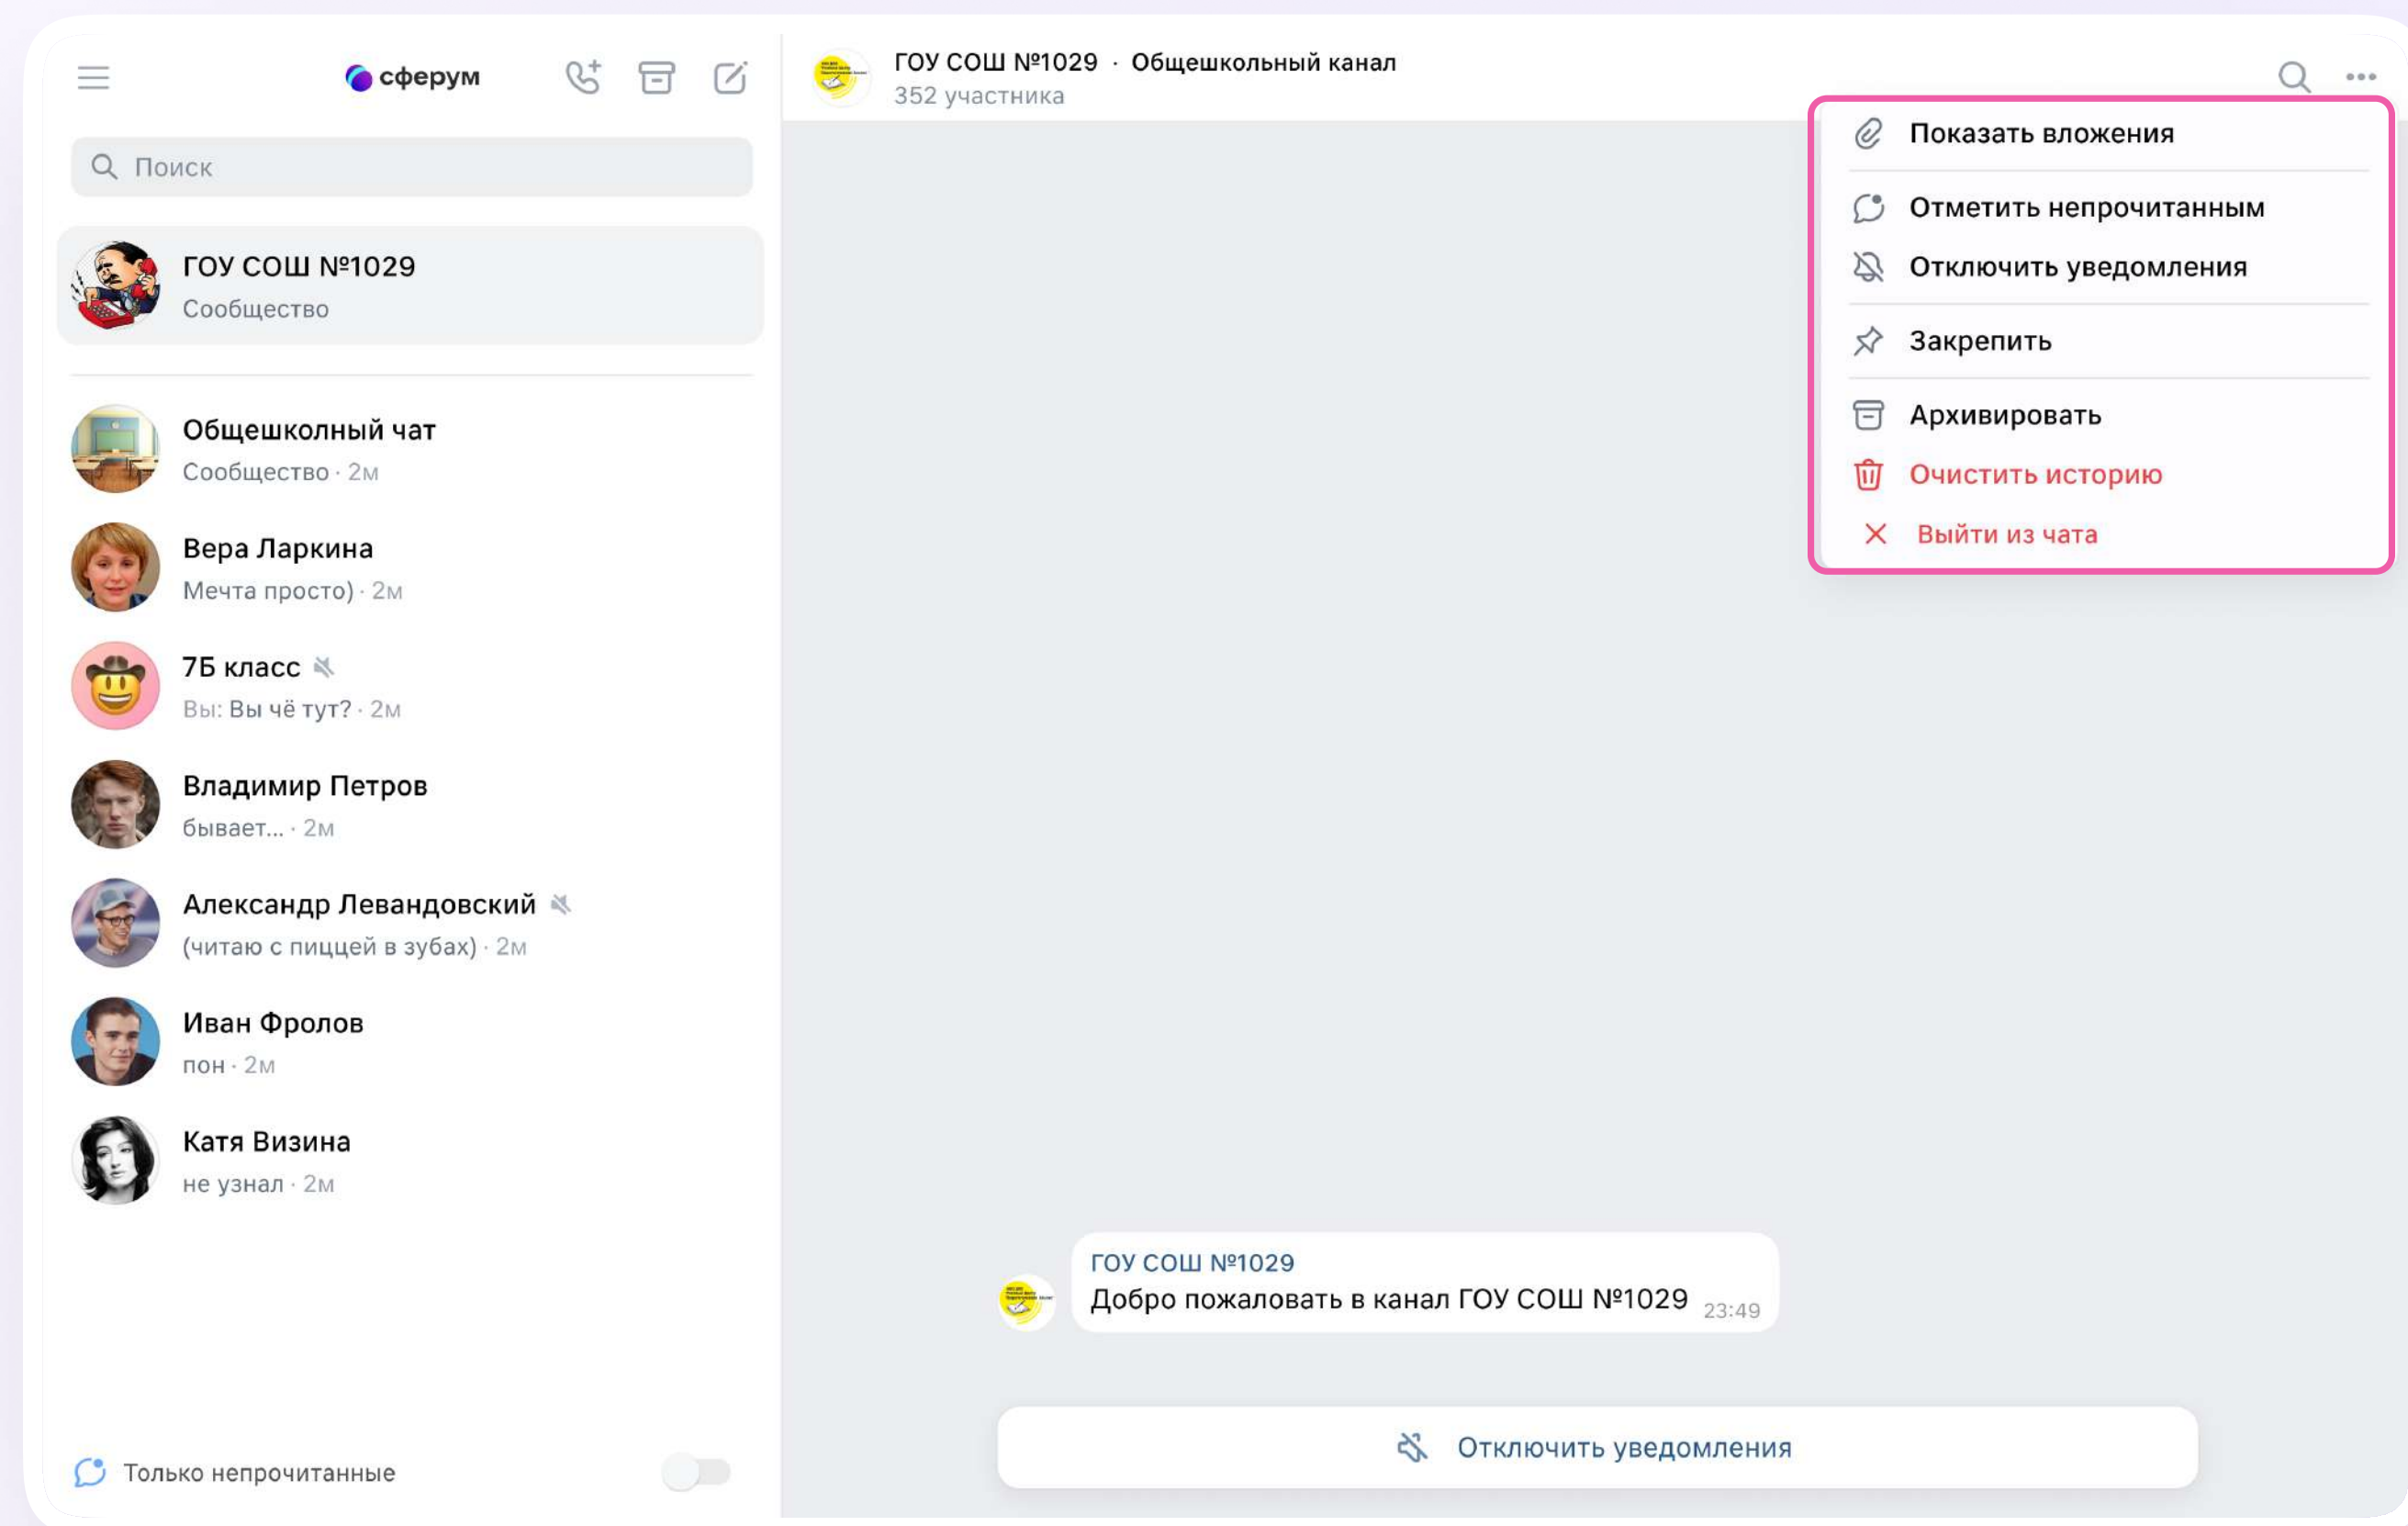 сферум
Поиск
ГОУ СОШ №1029
Сообщество
Общешколный чат
Сообщество · 2м
Вера Ларкина
Мечта просто) · 2м
7Б класс
Вы: Вы чё тут? · 2м
Владимир Петров
бывает... · 2м
Александр Левандовский
(читаю с пиццей в зубах) · 2м
Иван Фролов
пон · 2м
Катя Визина
не узнал · 2м
Только непрочитанные
ГОУ СОШ №1029 · Общешкольный канал
352 участника
Показать вложения
Отметить непрочитанным
Отключить уведомления
Закрепить
Архивировать
Очистить историю
Выйти из чата
ГОУ СОШ №1029
Добро пожаловать в канал ГОУ СОШ №1029 23:49
Отключить уведомления